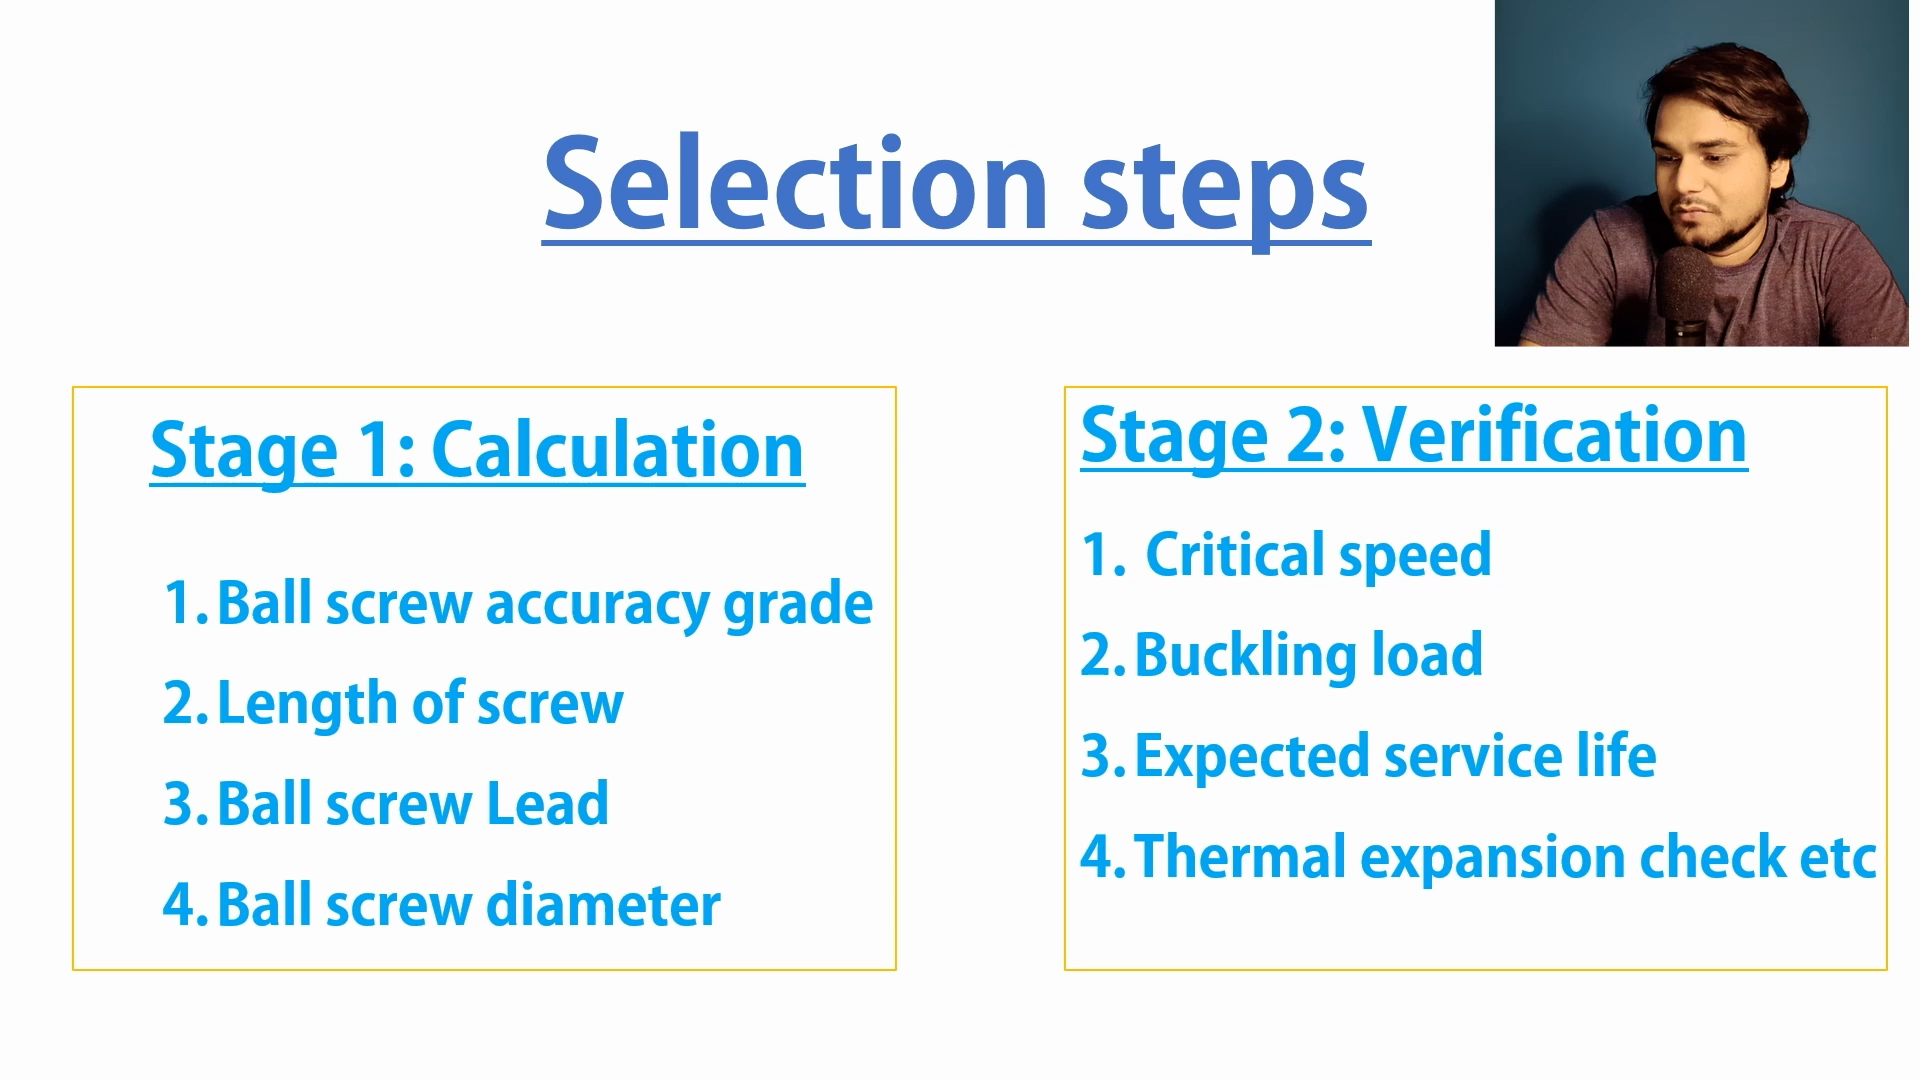 Selection steps
Stage 1: Calculation
1. Ball screw accuracy grade
2. Length of screw
3. Ball screw Lead
4. Ball screw diameter
Stage 2: Verification
1. Critical speed
2. Buckling load
3. Expected service life
4. Thermal expansion check etc